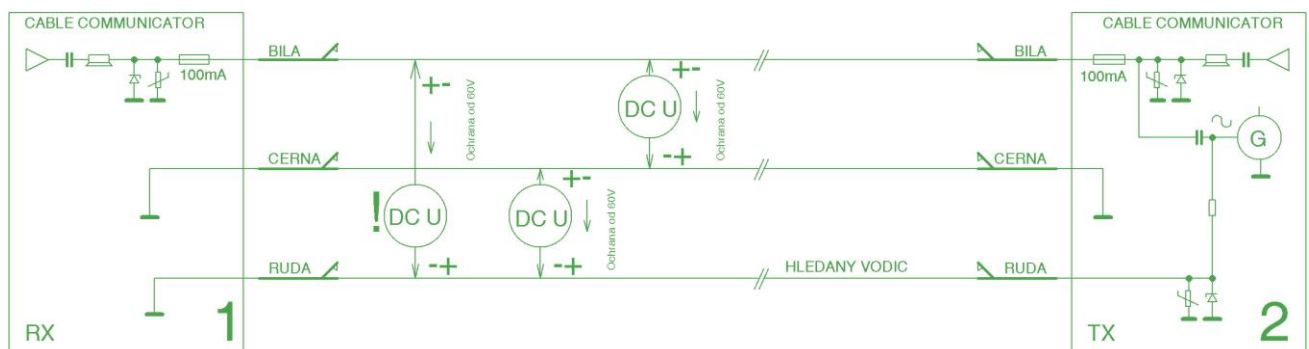 CABLE COMMUNICATOR
CABLE COMMUNICATOR
100mA
BILA
BILA
100mA
+-
Ochrana od 60V
+-
DC U
-+
Ochrana od 60V
G
CERNA
CERNA
!
DC U
-+
+-
DC U
-+
Ochrana od 60V
RUDA
HLEDANY VODIC
RUDA
RX
1
TX
2